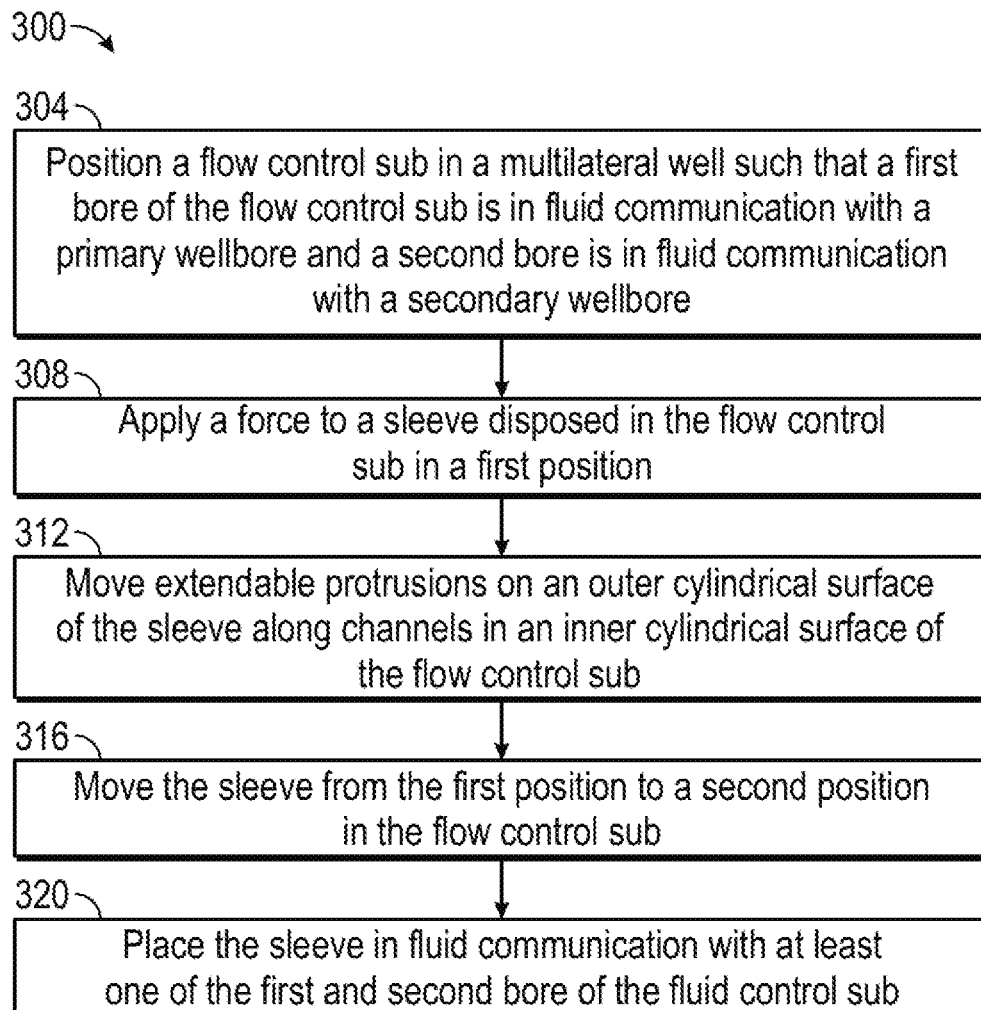 300
304
Position a flow control sub in a multilateral well such that a first
bore of the flow control sub is in fluid communication with a
primary wellbore and a second bore is in fluid communication
with a secondary wellbore
308
Apply a force to a sleeve disposed in the flow control
sub in a first position
312
Move extendable protrusions on an outer cylindrical surface
of the sleeve along channels in an inner cylindrical surface of
the flow control sub
316
Move the sleeve from the first position to a second position
in the flow control sub
320
Place the sleeve in fluid communication with at least
one of the first and second bore of the fluid control sub